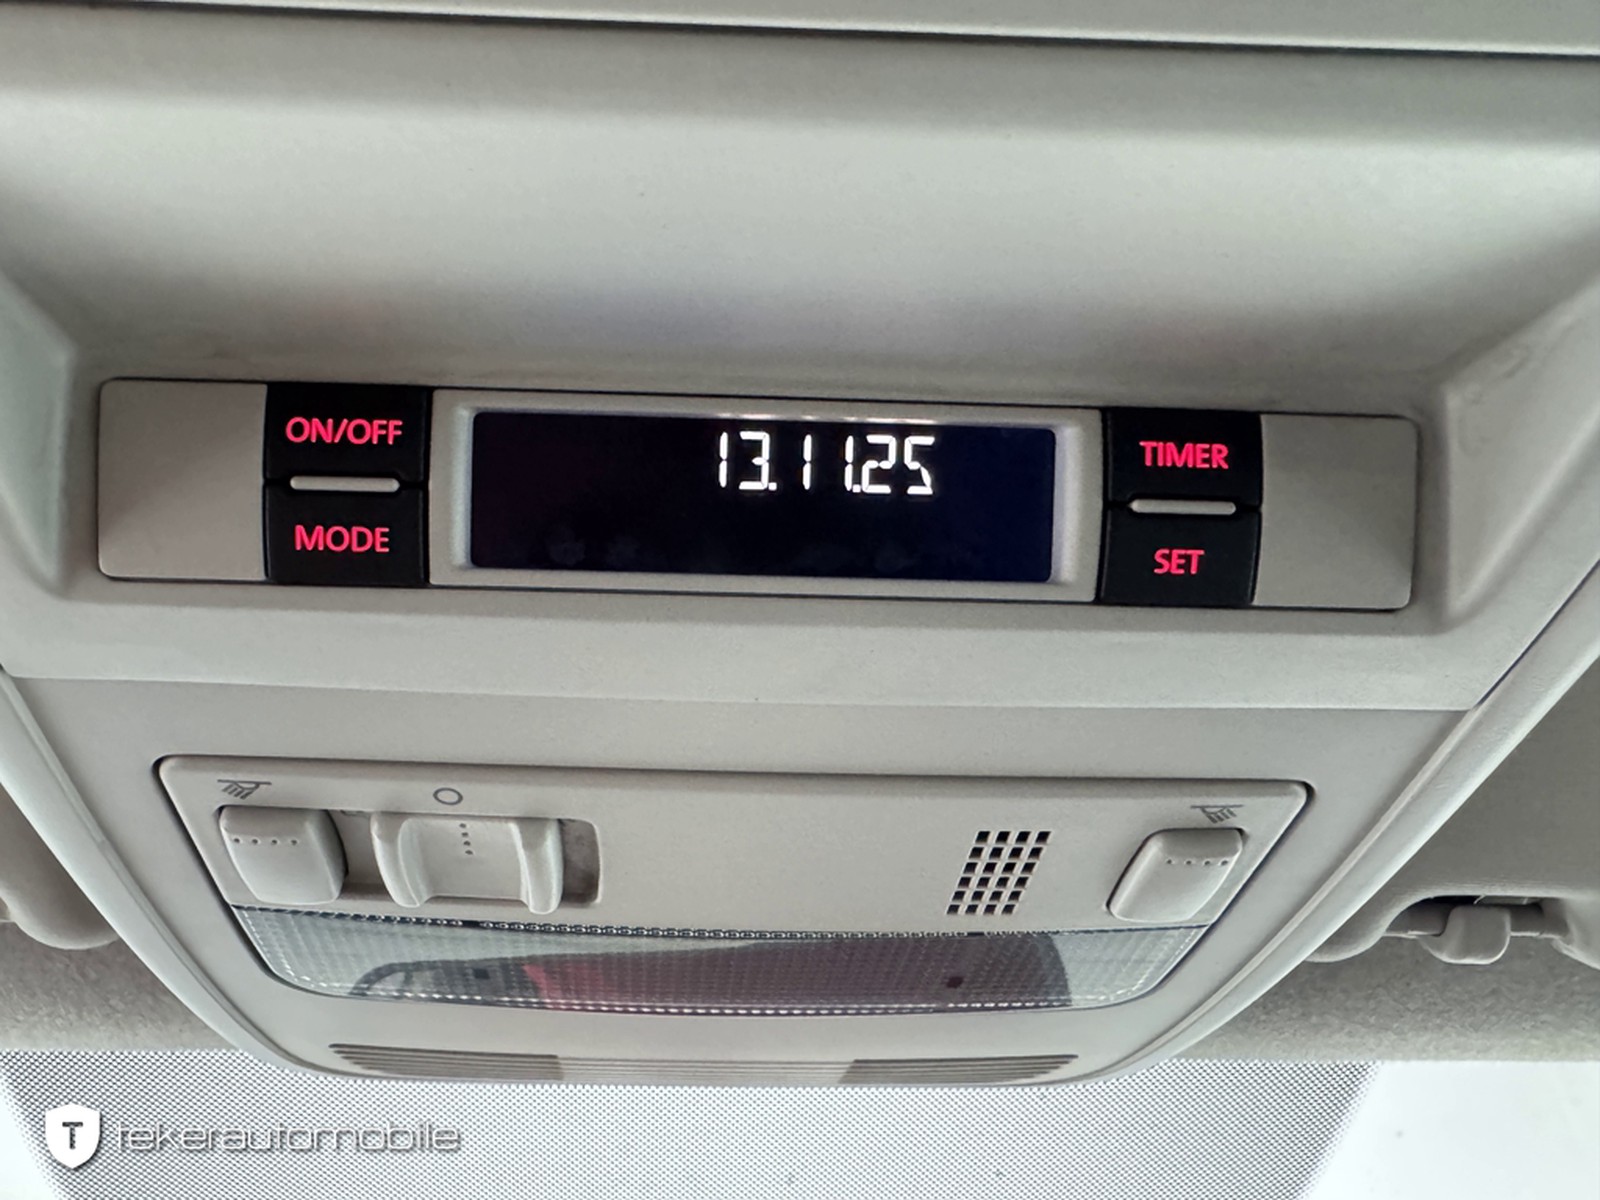 ON/OFF
MODE
13.11.25
TIMER
SET
T tekerautomobile